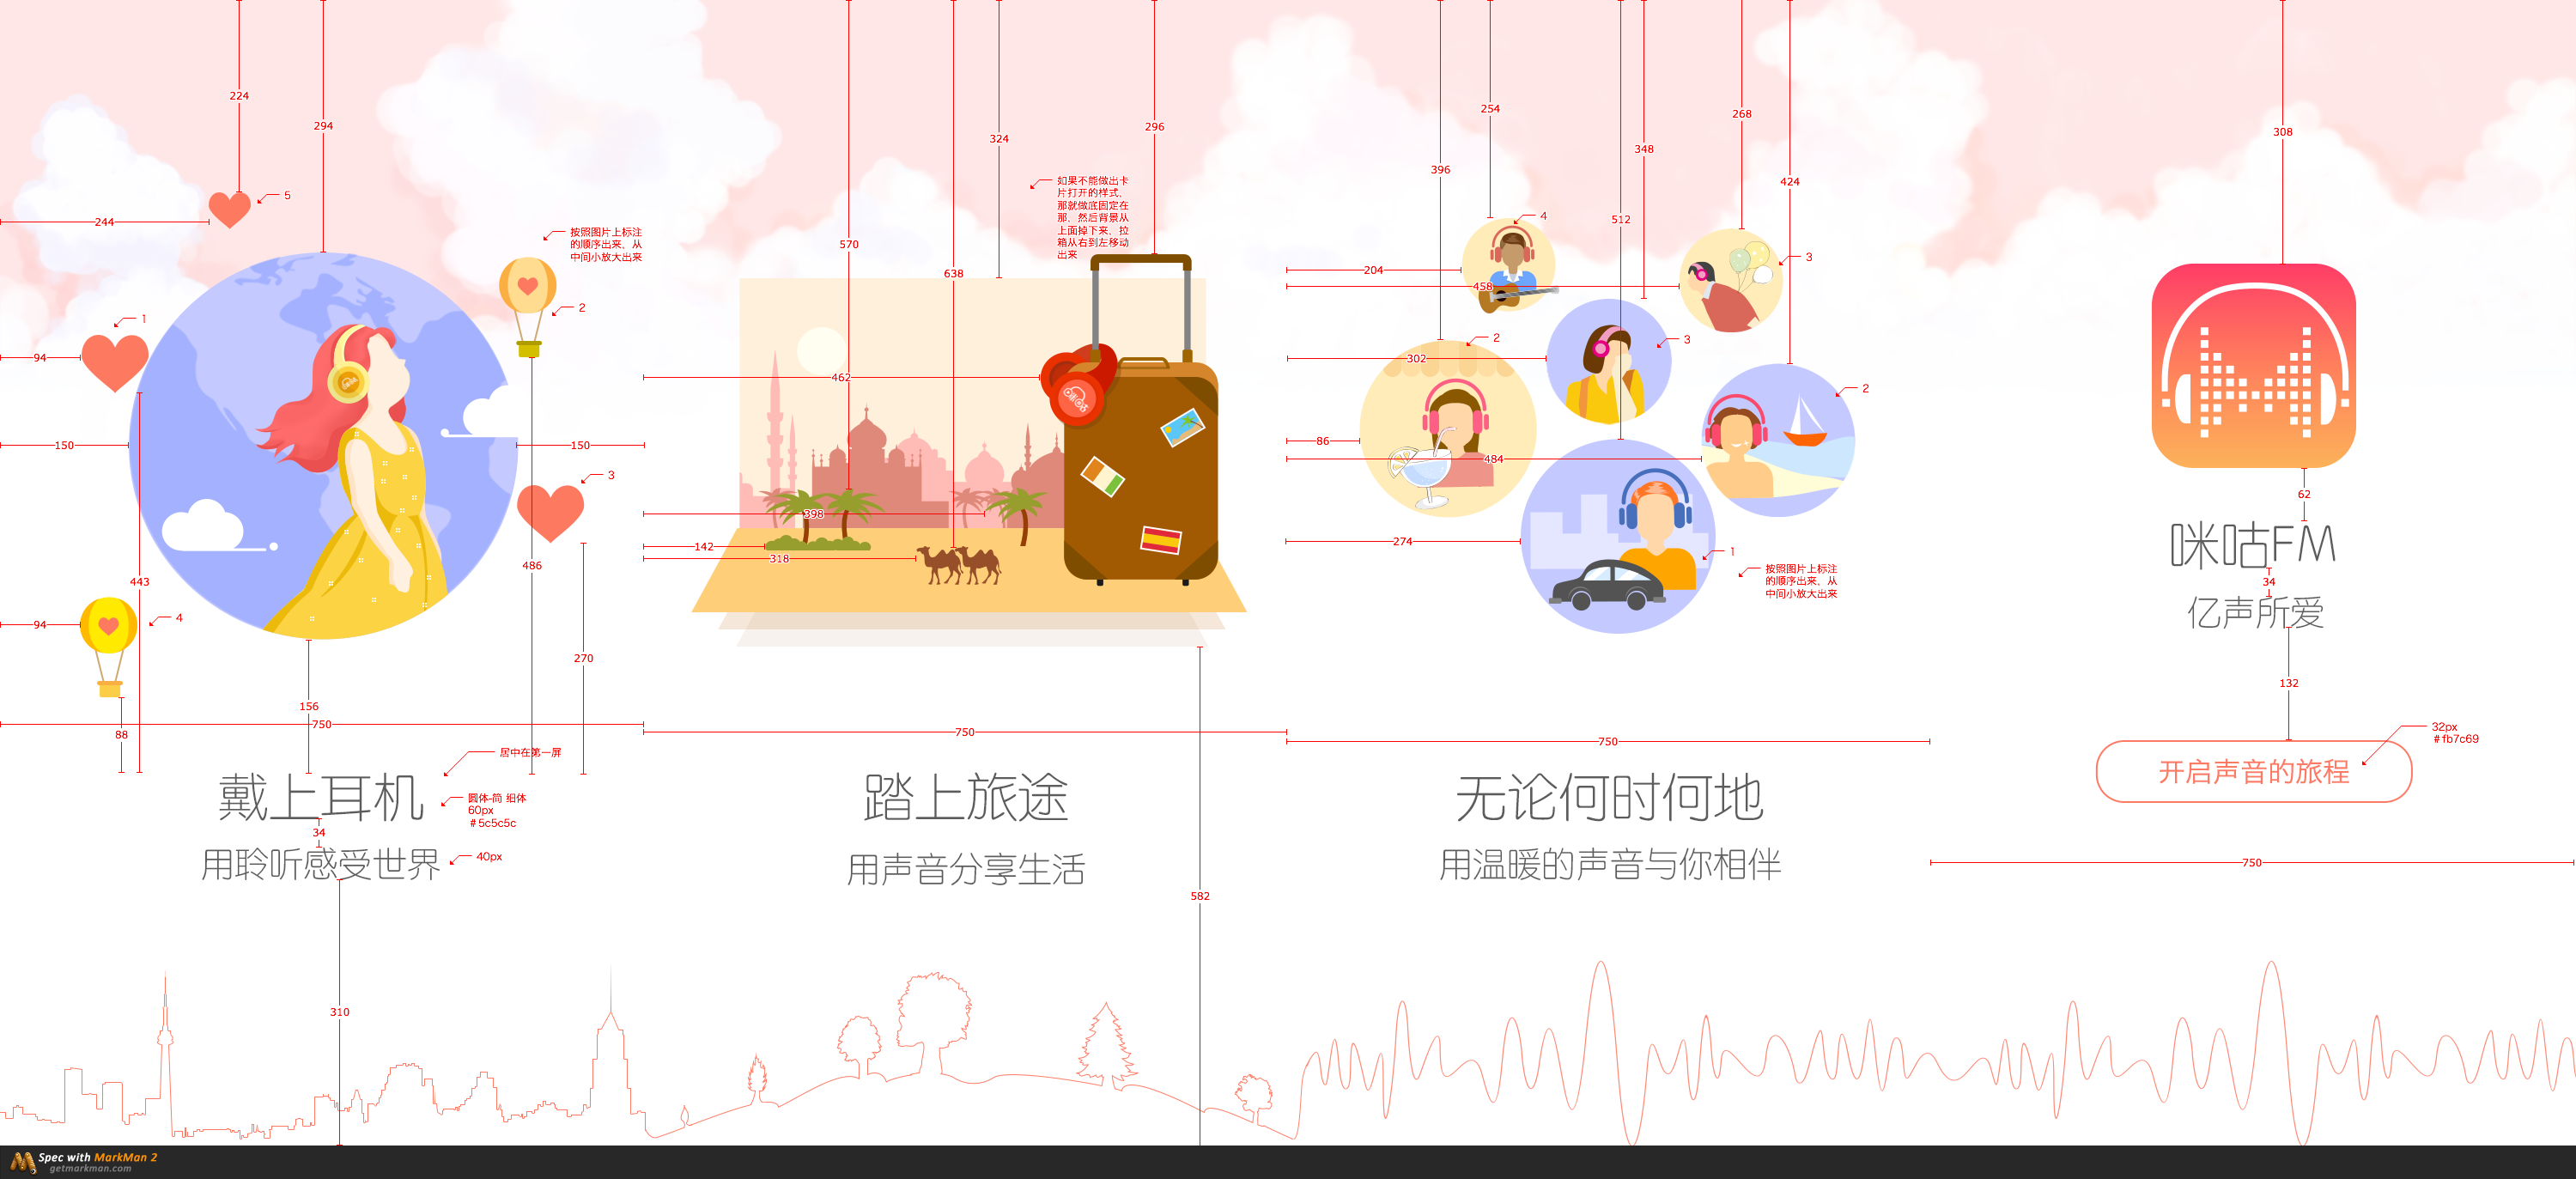 224
294
5
244
按照图片上标注
的顺序出来、从
中间小放大出来
1
2
94
150
150
3
443
486
94
4
270
156
88
750
居中在第一屏
戴上耳机
圆体-简 细体
60px
#5c5c5c
34
用聆听感受世界
40px
310
570
638
324
296
如果不能做出卡
片打开的样式、
那就做底固定在
那、然后背景从
上面掉下来、拉
箱从右到左移动
出来
462
398
142
318
750
踏上旅途
用声音分享生活
582
396
254
512
348
268
424
4
3
204
458
2
3
302
2
86
484
274
1
按照图片上标注
的顺序出来、从
中间小放大出来
750
无论何时何地
用温暖的声音与你相伴
308
62
咪咕FM
34
亿声所爱
132
32px
#fb7c69
开启声音的旅程
750
Spec with MarkMan 2
getmarkman.com